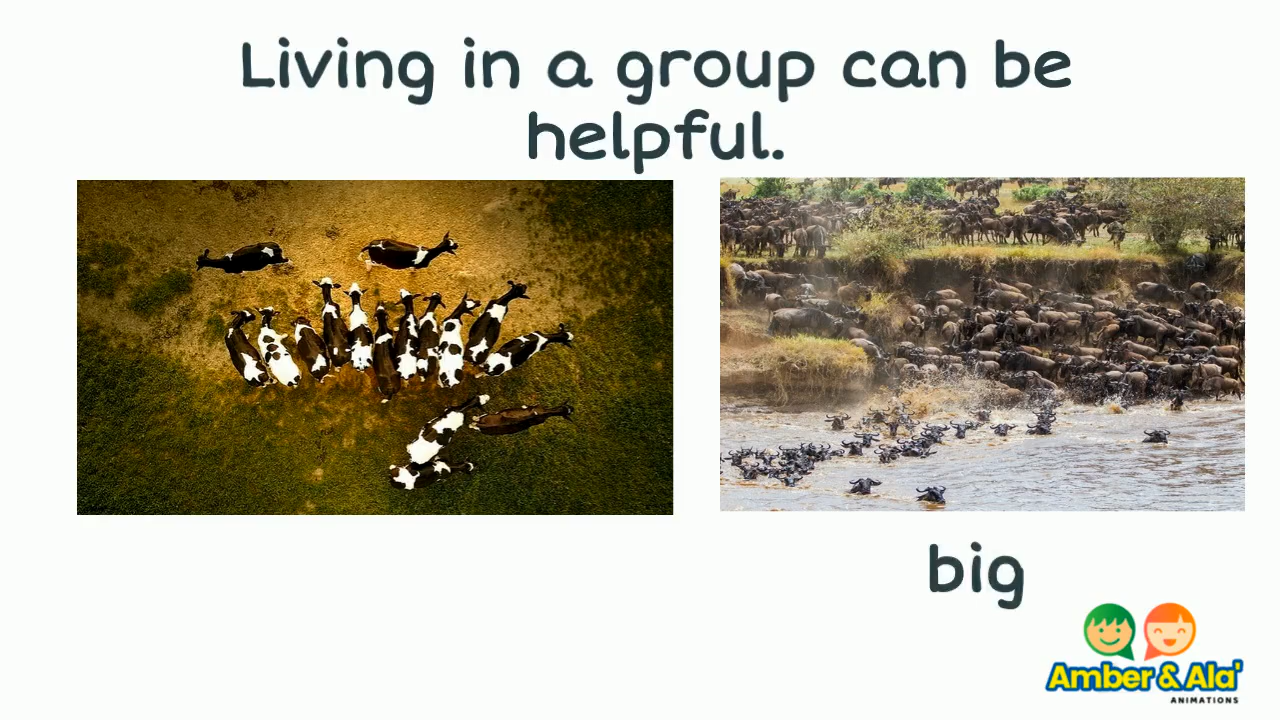 Living in a group can be
helpful.
big
Amber & Ala'
ANIMATIONS